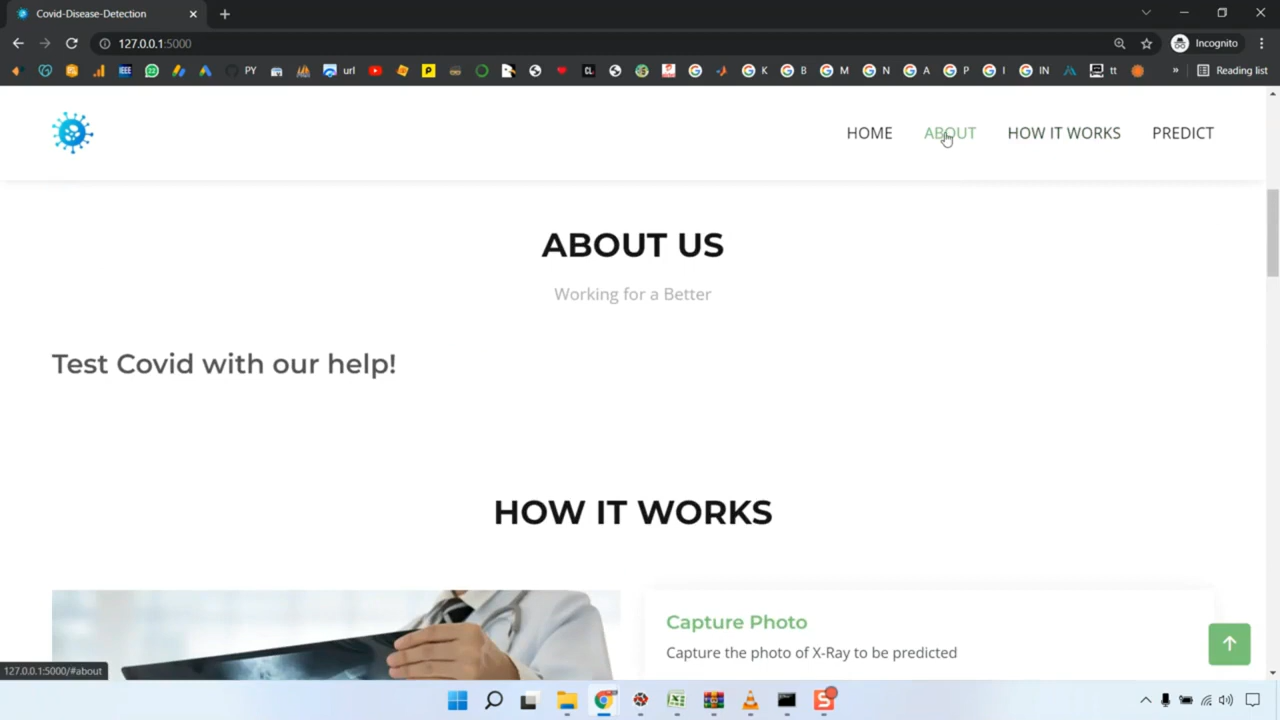 Covid-Disease-Detection
127.0.0.1:5000
Incognito
IEEE
PY
url
P
CL
K
B
M
N
A
P
I
IN
tt
»
Reading list
HOME
ABOUT
HOW IT WORKS
PREDICT
ABOUT US
Working for a Better
Test Covid with our help!
HOW IT WORKS
Capture Photo
Capture the photo of X-Ray to be predicted
127.0.0.1:5000/#about